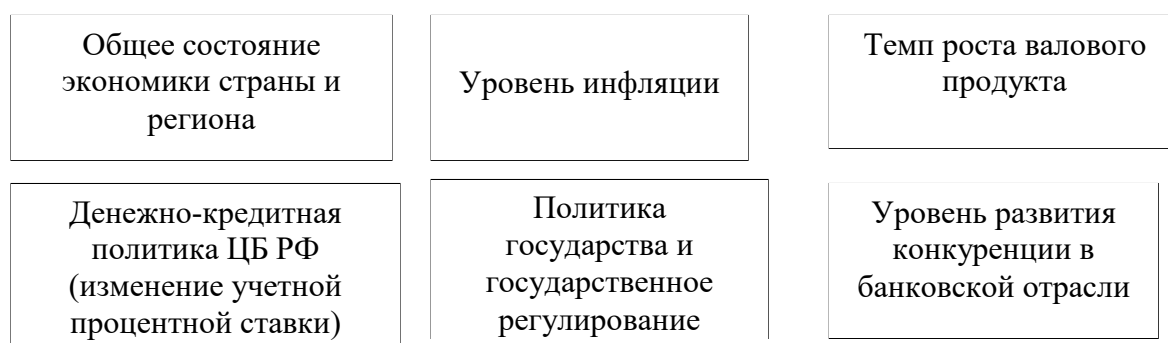 Общее состояние
экономики страны и
региона
Уровень инфляции
Темп роста валового
продукта
Денежно-кредитная
политика ЦБ РФ
(изменение учетной
процентной ставки)
Политика
государства и
государственное
регулирование
Уровень развития
конкуренции в
банковской отрасли